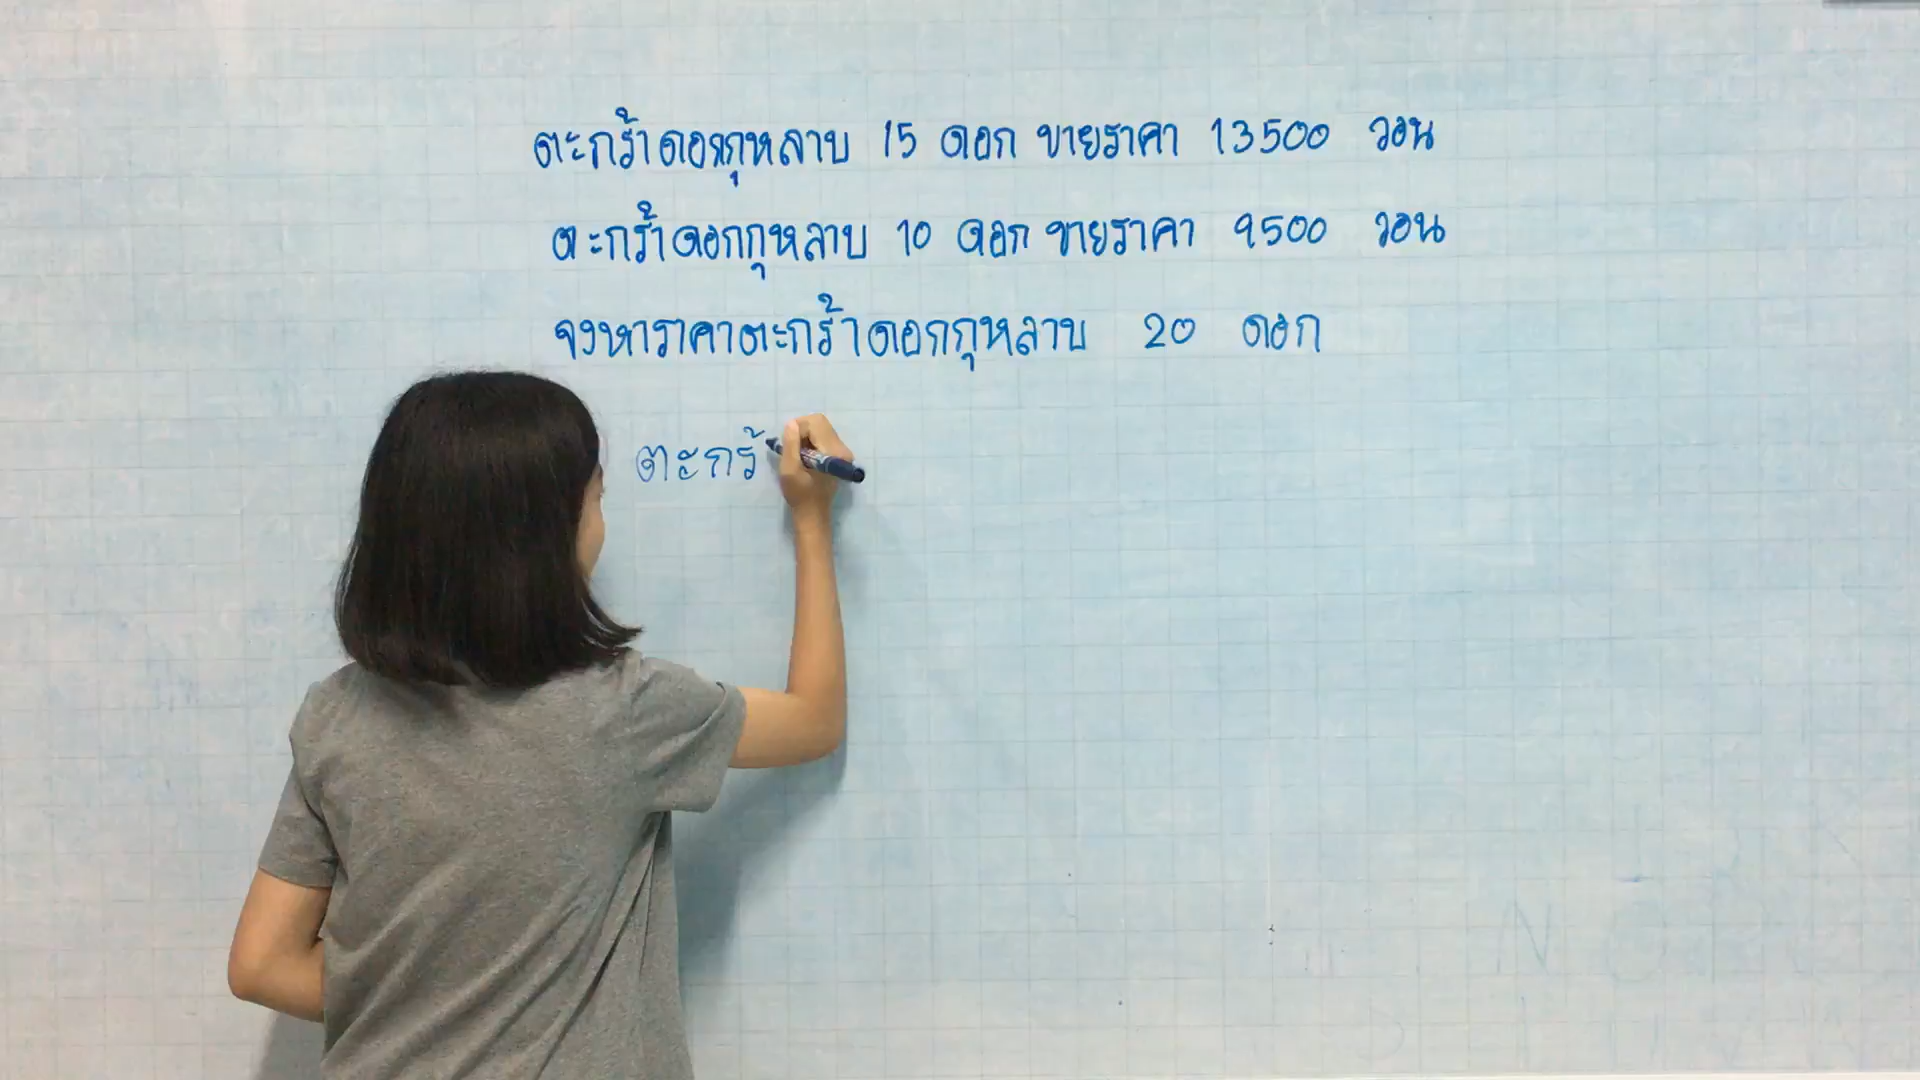 ตะกร้าดอกกุหลาบ 15 ดอก ขายราคา 13500 วอน
ตะกร้าดอกกุหลาบ 10 ดอก ขายราคา 9500 วอน
จงหาราคาตะกร้าดอกกุหลาบ 20 ดอก
ตะกร้